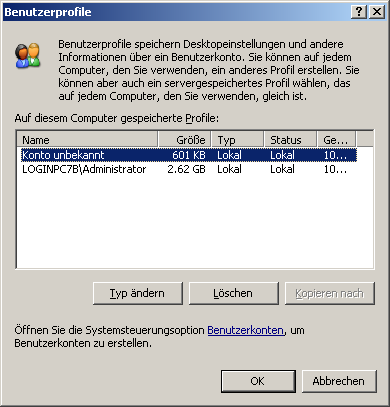 Benutzerprofile
Benutzerprofile speichern Desktopeinstellungen und andere
Informationen über ein Benutzerkonto. Sie können auf jedem
Computer, den Sie verwenden, ein anderes Profil erstellen. Sie
können aber auch ein servergespeichertes Profil wählen, das
auf jedem Computer, den Sie verwenden, gleich ist.
Auf diesem Computer gespeicherte Profile:
Name Größe Typ Status Ge...
Konto unbekannt 601 KB Lokal Lokal 10...
LOGINPC7B\Administrator 2.62 GB Lokal Lokal 10...
Typ ändern Löschen Kopieren nach
Öffnen Sie die Systemsteuerungsoption Benutzerkonten, um
Benutzerkonten zu erstellen.
OK Abbrechen